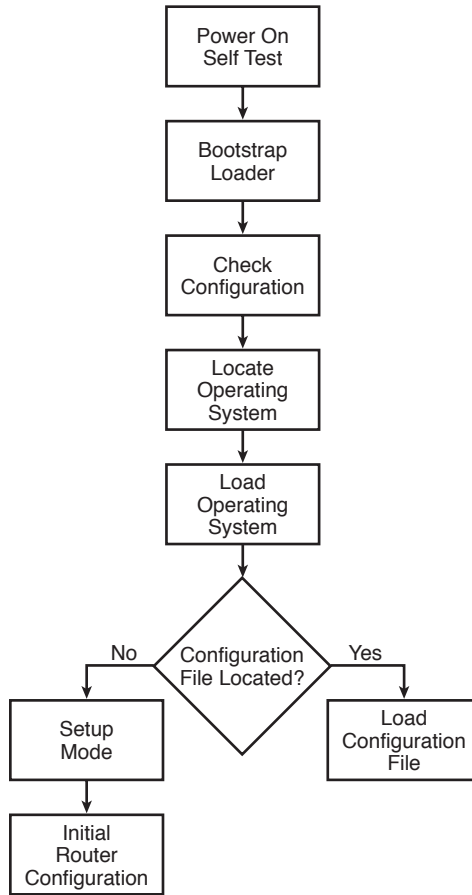 Power On
Self Test
Bootstrap
Loader
Check
Configuration
Locate
Operating
System
Load
Operating
System
No
Configuration
File Located?
Yes
Setup
Mode
Load
Configuration
File
Initial
Router
Configuration